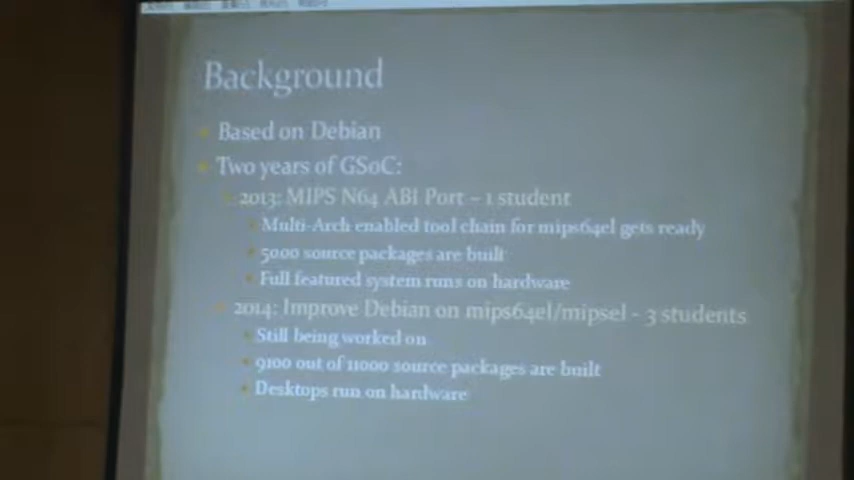 Background
Based on Debian
Two years of GSoC:
2013: MIPS N64 ABI Port – 1 student
Multi-Arch enabled tool chain for mips64el gets ready
5000 source packages are built
Full featured system runs on hardware
2014: Improve Debian on mips64el/mipsel - 3 students
Still being worked on
9100 out of 11000 source packages are built
Desktops run on hardware